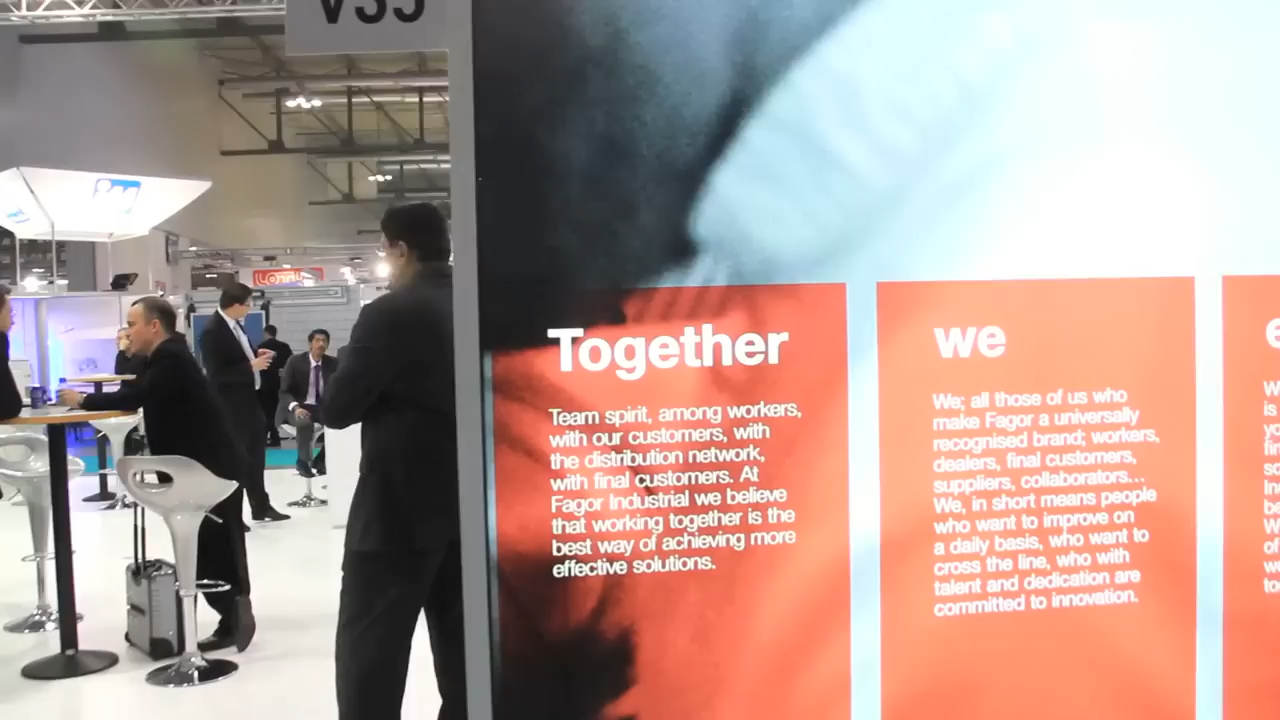 V35
Together
Team spirit, among workers,
with our customers, with
the distribution network,
with final customers. At
Fagor Industrial we believe
that working together is the
best way of achieving more
effective solutions.
we
We; all those of us who
make Fagor a universally
recognised brand; workers,
dealers, final customers,
suppliers, collaborators...
We, in short means people
who want to improve on
a daily basis, who want to
cross the line, who with
talent and dedication are
committed to innovation.